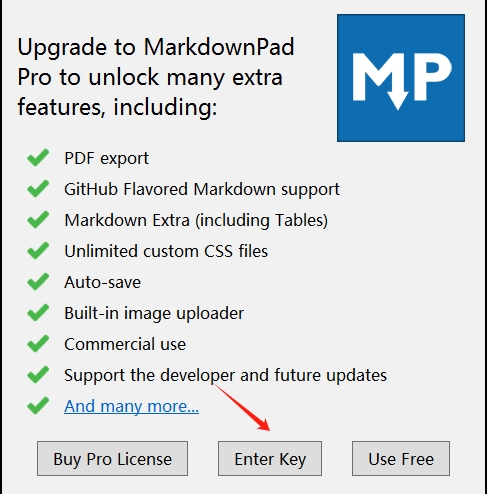 Upgrade to MarkdownPad
Pro to unlock many extra
features, including:
MP
PDF export
GitHub Flavored Markdown support
Markdown Extra (including Tables)
Unlimited custom CSS files
Auto-save
Built-in image uploader
Commercial use
Support the developer and future updates
And many more...
Buy Pro License
Enter Key
Use Free